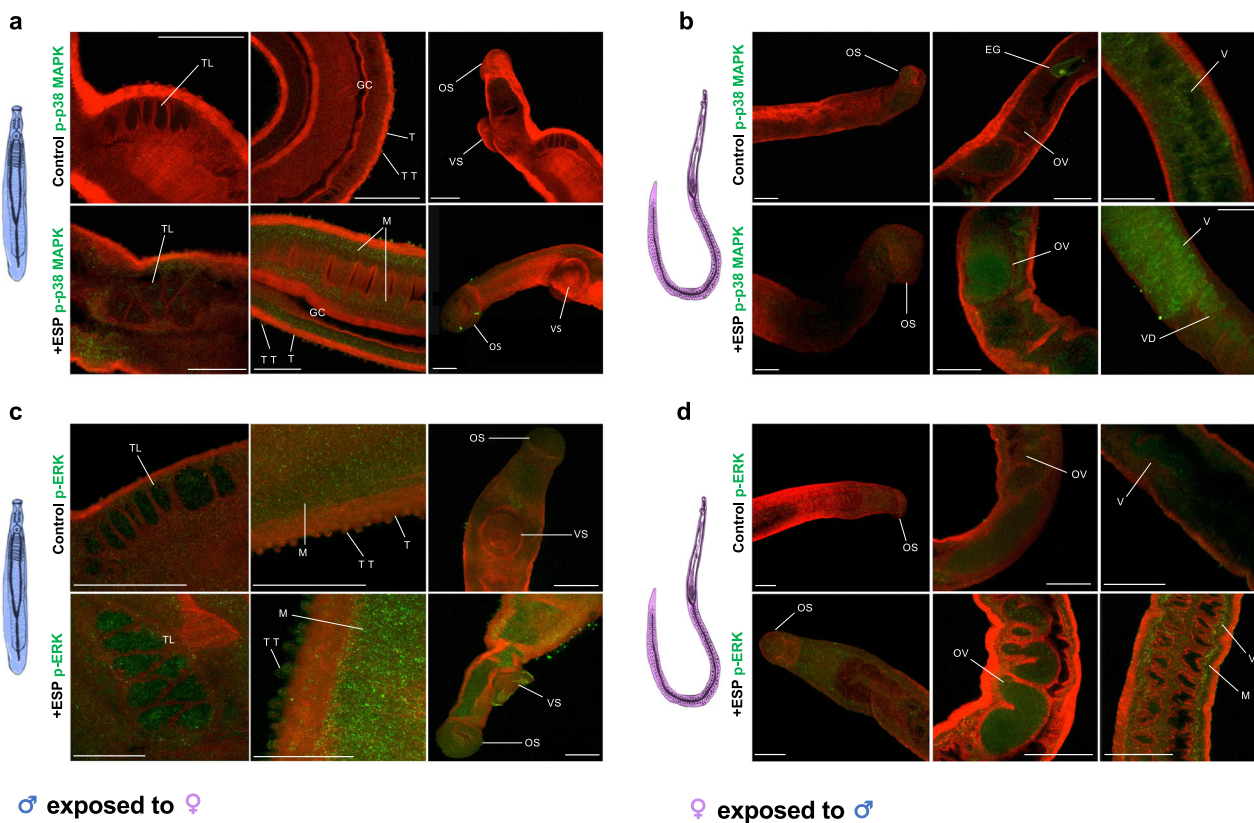 a
Control p-p38 MAPK
TL
GC
T
T T
OS
VS
+ESP p-p38 MAPK
TL
M
GC
T T
T
OS
VS
b
Control p-p38 MAPK
OS
EG
OV
V
+ESP p-p38 MAPK
OS
OV
V
VD
c
Control p-ERK
TL
M
T T
T
OS
VS
+ESP p-ERK
TL
M
T T
VS
OS
d
Control p-ERK
OS
OV
V
+ESP p-ERK
OS
OV
V
M
♂ exposed to ♀
♀ exposed to ♂